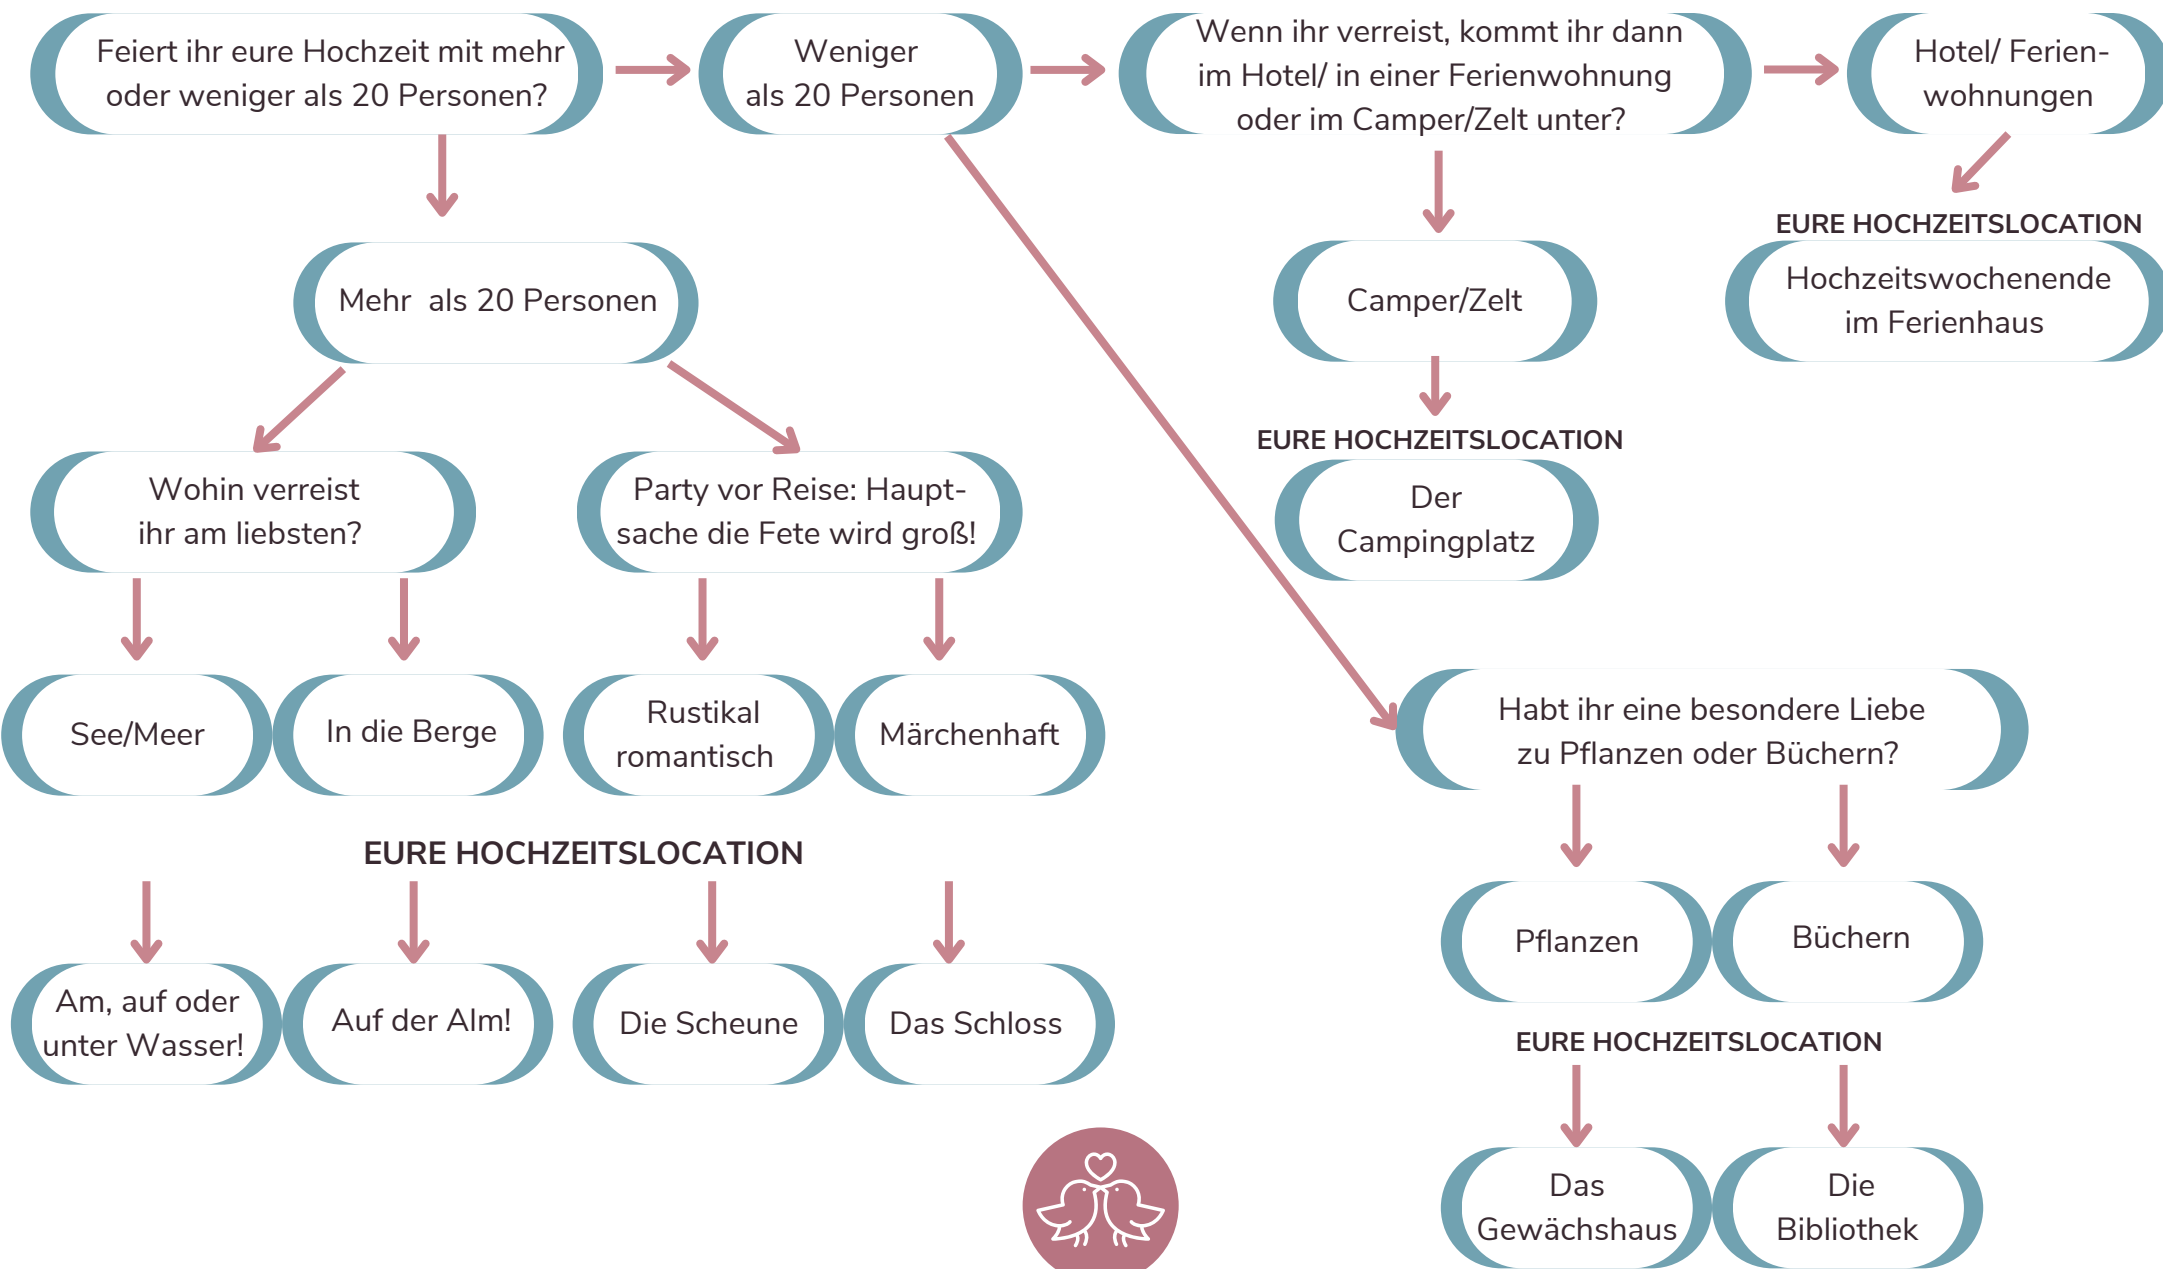 Feiert ihr eure Hochzeit mit mehr
oder weniger als 20 Personen?
Weniger
als 20 Personen
Wenn ihr verreist, kommt ihr dann
im Hotel/ in einer Ferienwohnung
oder im Camper/Zelt unter?
Hotel/ Ferien-
wohnungen
EURE HOCHZEITSLOCATION
Hochzeitswochenende
im Ferienhaus
Mehr als 20 Personen
Camper/Zelt
EURE HOCHZEITSLOCATION
Der
Campingplatz
Wohin verreist
ihr am liebsten?
Party vor Reise: Haupt-
sache die Fete wird groß!
See/Meer
In die Berge
Rustikal
romantisch
Märchenhaft
EURE HOCHZEITSLOCATION
Am, auf oder
unter Wasser!
Auf der Alm!
Die Scheune
Das Schloss
Habt ihr eine besondere Liebe
zu Pflanzen oder Büchern?
Pflanzen
Büchern
EURE HOCHZEITSLOCATION
Das
Gewächshaus
Die
Bibliothek